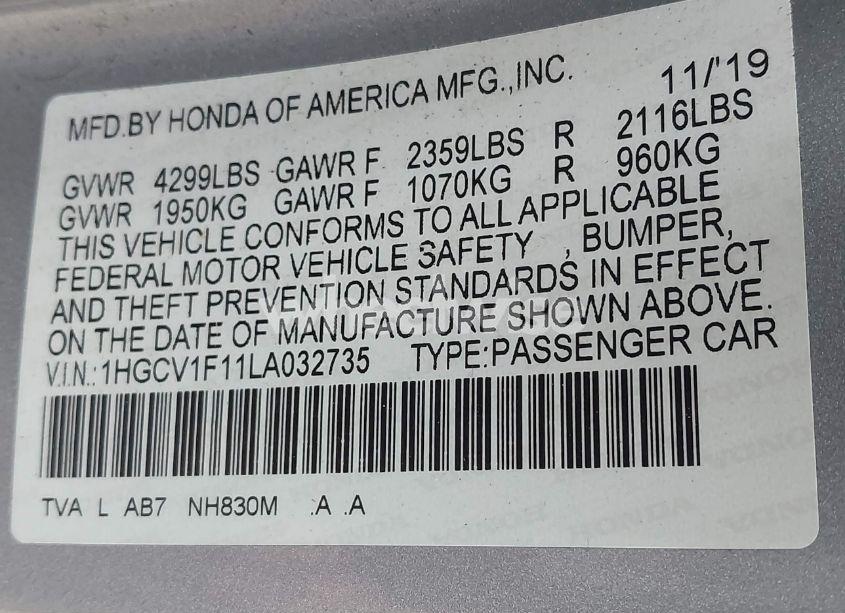 MFD.BY HONDA OF AMERICA MFG.,INC. 11/'19
GVWR 4299LBS GAWR F 2359LBS R 2116LBS
GVWR 1950KG GAWR F 1070KG R 960KG
THIS VEHICLE CONFORMS TO ALL APPLICABLE
FEDERAL MOTOR VEHICLE SAFETY , BUMPER,
AND THEFT PREVENTION STANDARDS IN EFFECT
ON THE DATE OF MANUFACTURE SHOWN ABOVE.
V.I.N.:1HGCV1F11LA032735 TYPE:PASSENGER CAR
TVA L AB7 NH830M .A .A
HONDA